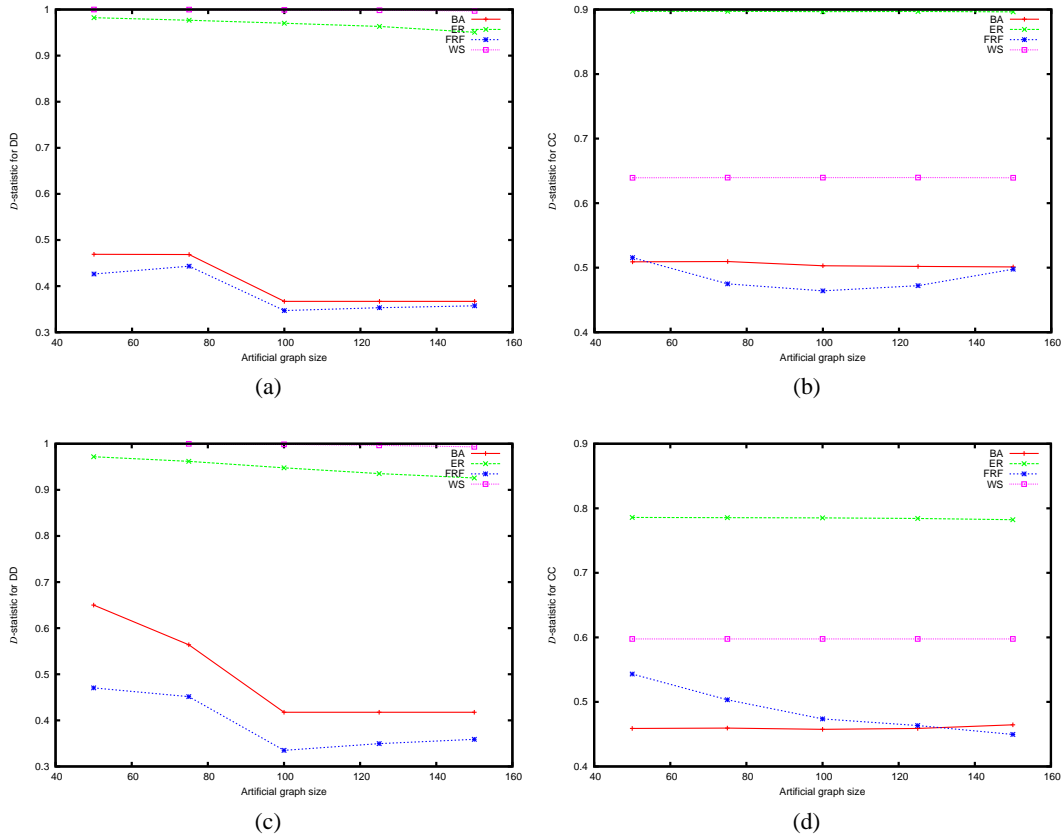 1
0.9
0.8
0.7
0.6
0.5
0.4
0.3
40 60 80 100 120 140 160
D-statistic for DD
Artificial graph size
BA
ER
FRF
WS
(a)
0.9
0.8
0.7
0.6
0.5
0.4
40 60 80 100 120 140 160
D-statistic for CC
Artificial graph size
BA
ER
FRF
WS
(b)
1
0.9
0.8
0.7
0.6
0.5
0.4
0.3
40 60 80 100 120 140 160
D-statistic for DD
Artificial graph size
BA
ER
FRF
WS
(c)
0.9
0.8
0.7
0.6
0.5
0.4
40 60 80 100 120 140 160
D-statistic for CC
Artificial graph size
BA
ER
FRF
WS
(d)